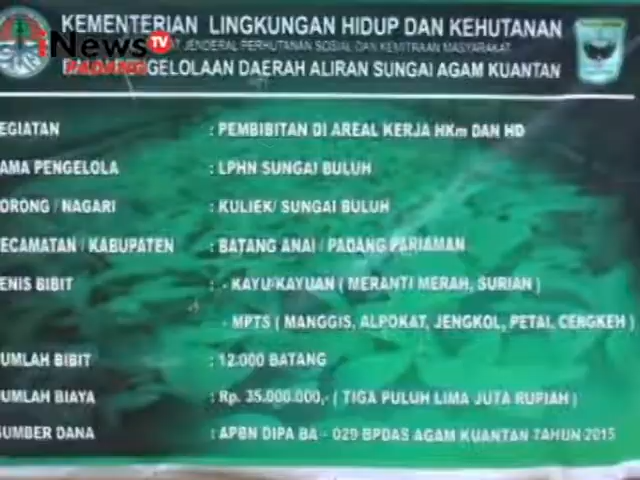 KEMENTERIAN LINGKUNGAN HIDUP DAN KEHUTANAN
iNews TV
PADANG
JENDERAL PERHUTANAN SOSIAL DAN KEMITRAAN MASYARAKAT
GELOLAAN DAERAH ALIRAN SUNGAI AGAM KUANTAN
EGIATAN : PEMBIBITAN DI AREAL KERJA HKm DAN HD
AMA PENGELOLA : LPHN SUNGAI BULUH
ORONG / NAGARI : KULIEK/ SUNGAI BULUH
ECAMATAN / KABUPATEN : BATANG ANAI / PADANG PARIAMAN
ENIS BIBIT : - KAYU/KAYUAN ( MERANTI MERAH, SURIAN )
- MPTS ( MANGGIS, ALPOKAT, JENGKOL, PETAI, CENGKEH )
UMLAH BIBIT : 12.000 BATANG
UMLAH BIAYA : Rp. 35.000.000,- ( TIGA PULUH LIMA JUTA RUPIAH )
SUMBER DANA : APBN DIPA BA - 029 BPDAS AGAM KUANTAN TAHUN 2015